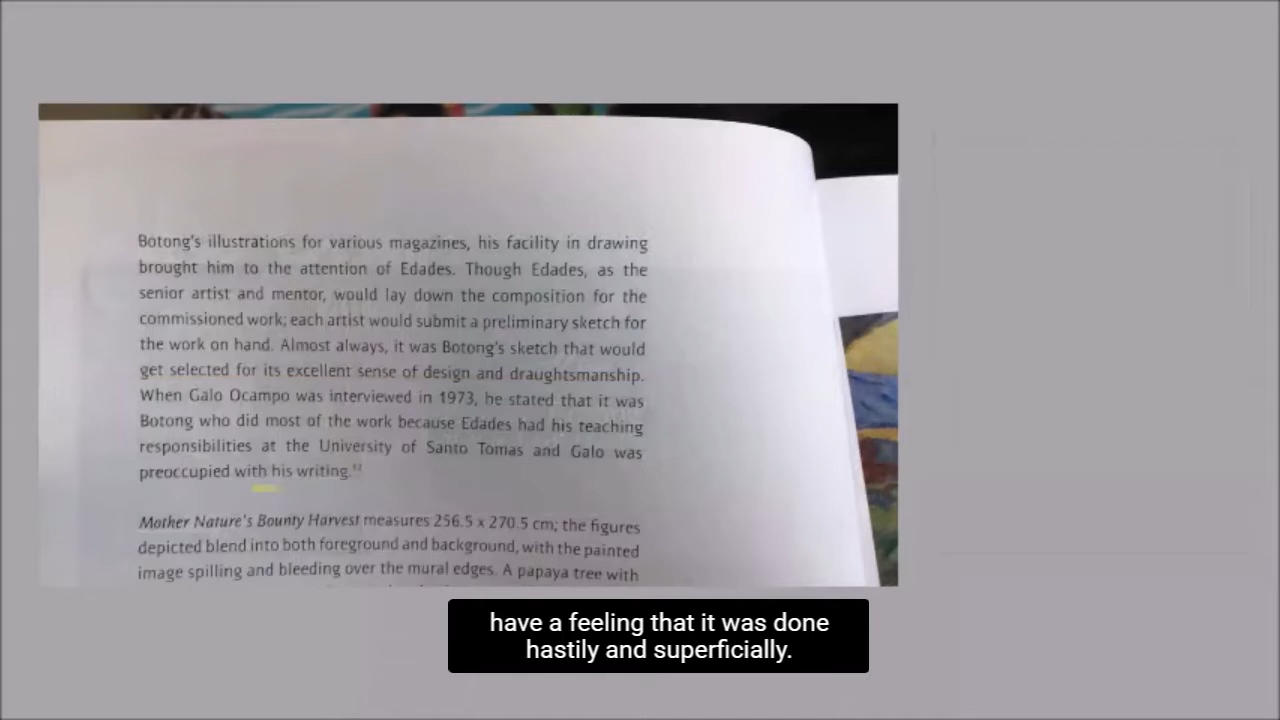 Botong's illustrations for various magazines, his facility in drawing
brought him to the attention of Edades. Though Edades, as the
senior artist and mentor, would lay down the composition for the
commissioned work; each artist would submit a preliminary sketch for
the work on hand. Almost always, it was Botong's sketch that would
get selected for its excellent sense of design and draughtsmanship.
When Galo Ocampo was interviewed in 1973, he stated that it was
Botong who did most of the work because Edades had his teaching
responsibilities at the University of Santo Tomas and Galo was
preoccupied with his writing.
Mother Nature's Bounty Harvest measures 256.5 x 270.5 cm; the figures
depicted blend into both foreground and background, with the painted
image spilling and bleeding over the mural edges. A papaya tree with
have a feeling that it was done
hastily and superficially.